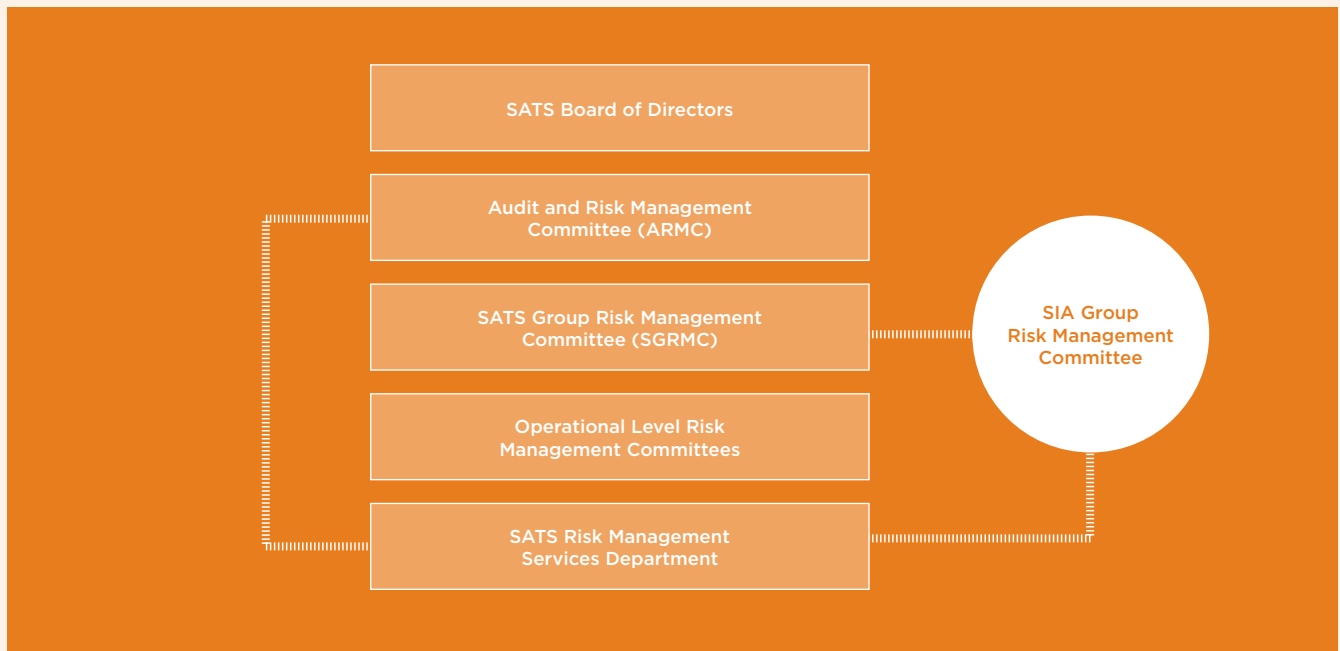 SATS Board of Directors
Audit and Risk Management
Committee (ARMC)
SATS Group Risk Management
Committee (SGRMC)
SIA Group
Risk Management
Committee
Operational Level Risk
Management Committees
SATS Risk Management
Services Department